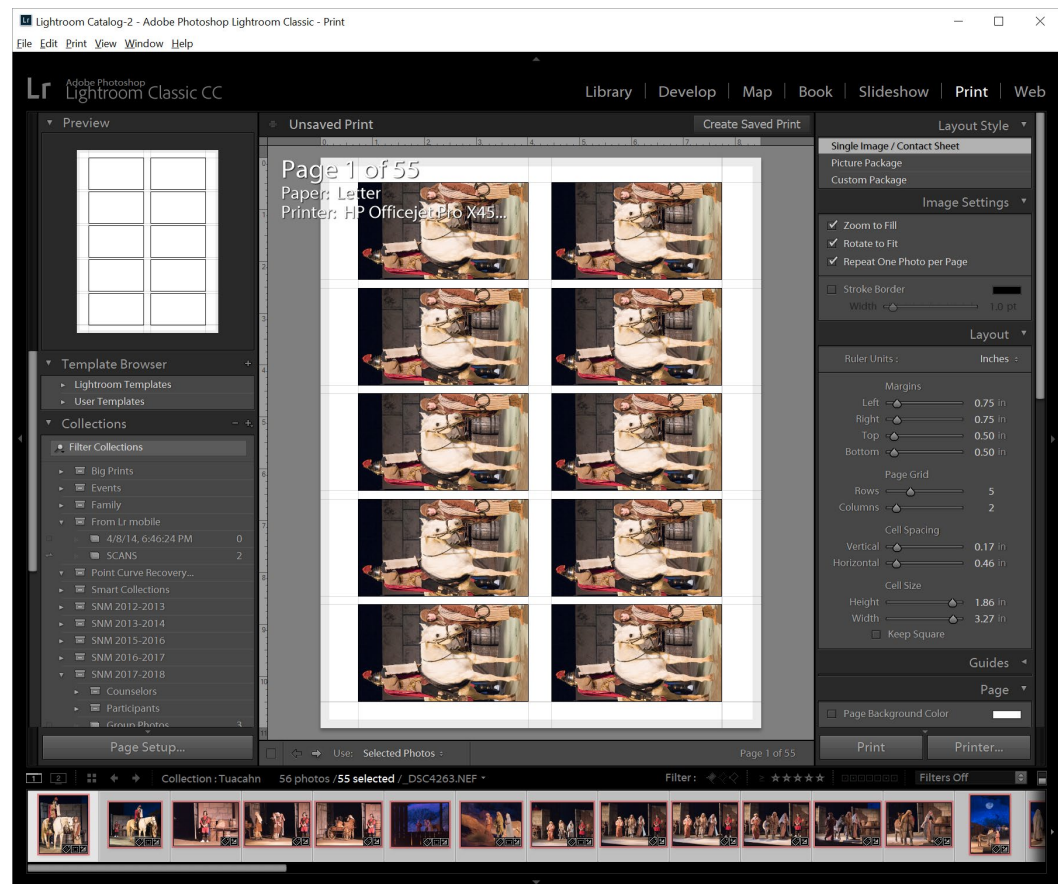 Lr Lightroom Catalog-2 - Adobe Photoshop Lightroom Classic - Print
File Edit Print View Window Help
Lr Adobe Photoshop
Lightroom Classic CC
Library | Develop | Map | Book | Slideshow | Print | Web
Preview
Template Browser
Lightroom Templates
User Templates
Collections
Filter Collections
Big Prints
Events
Family
From Lr mobile
4/8/14, 6:46:24 PM 0
SCANS 2
Point Curve Recovery...
Smart Collections
SNM 2012-2013
SNM 2013-2014
SNM 2015-2016
SNM 2016-2017
SNM 2017-2018
Counselors
Participants
Group Photos 3
Page Setup...
Unsaved Print
Create Saved Print
Page 1 of 55
Paper: Letter
Printer: HP Officejet Pro X45...
Use: Selected Photos
Page 1 of 55
Layout Style
Single Image / Contact Sheet
Picture Package
Custom Package
Image Settings
Zoom to Fill
Rotate to Fit
Repeat One Photo per Page
Stroke Border
Width 1.0 pt
Layout
Ruler Units : Inches
Margins
Left 0.75 in
Right 0.75 in
Top 0.50 in
Bottom 0.50 in
Page Grid
Rows 5
Columns 2
Cell Spacing
Vertical 0.17 in
Horizontal 0.46 in
Cell Size
Height 1.86 in
Width 3.27 in
Keep Square
Guides
Page
Page Background Color
Print
Printer...
1 2 Collection : Tuacahn 56 photos /55 selected /_DSC4263.NEF
Filter : Filters Off